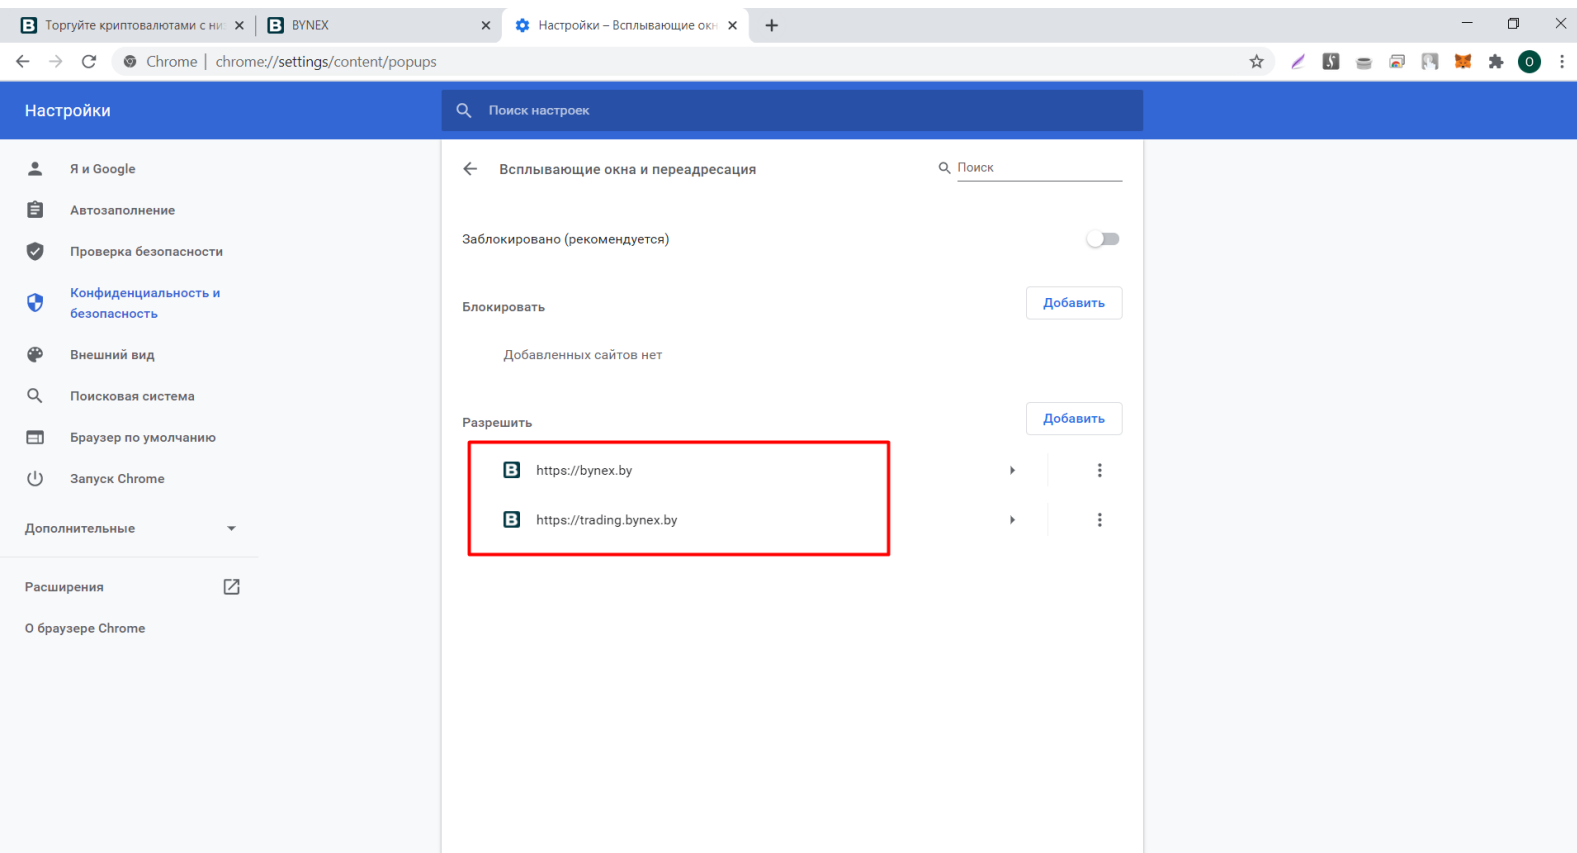 Торгуйте криптовалютами с ни
BYNEX
Настройки – Всплывающие окн
Chrome | chrome://settings/content/popups
O
Настройки
Поиск настроек
Я и Google
Автозаполнение
Проверка безопасности
Конфиденциальность и
безопасность
Внешний вид
Поисковая система
Браузер по умолчанию
Запуск Chrome
Дополнительные
Расширения
О браузере Chrome
Всплывающие окна и переадресация
Поиск
Заблокировано (рекомендуется)
Блокировать
Добавить
Добавленных сайтов нет
Разрешить
Добавить
B https://bynex.by
B https://trading.bynex.by